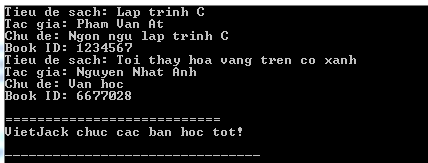 Tieu de sach: Lap trinh C
Tac gia: Pham Van At
Chu de: Ngon ngu lap trinh C
Book ID: 1234567
Tieu de sach: Toi thay hoa vang tren co xanh
Tac gia: Nguyen Nhat Anh
Chu de: Van hoc
Book ID: 6677028
===========================
VietJack chuc cac ban hoc tot!
--------------------------------